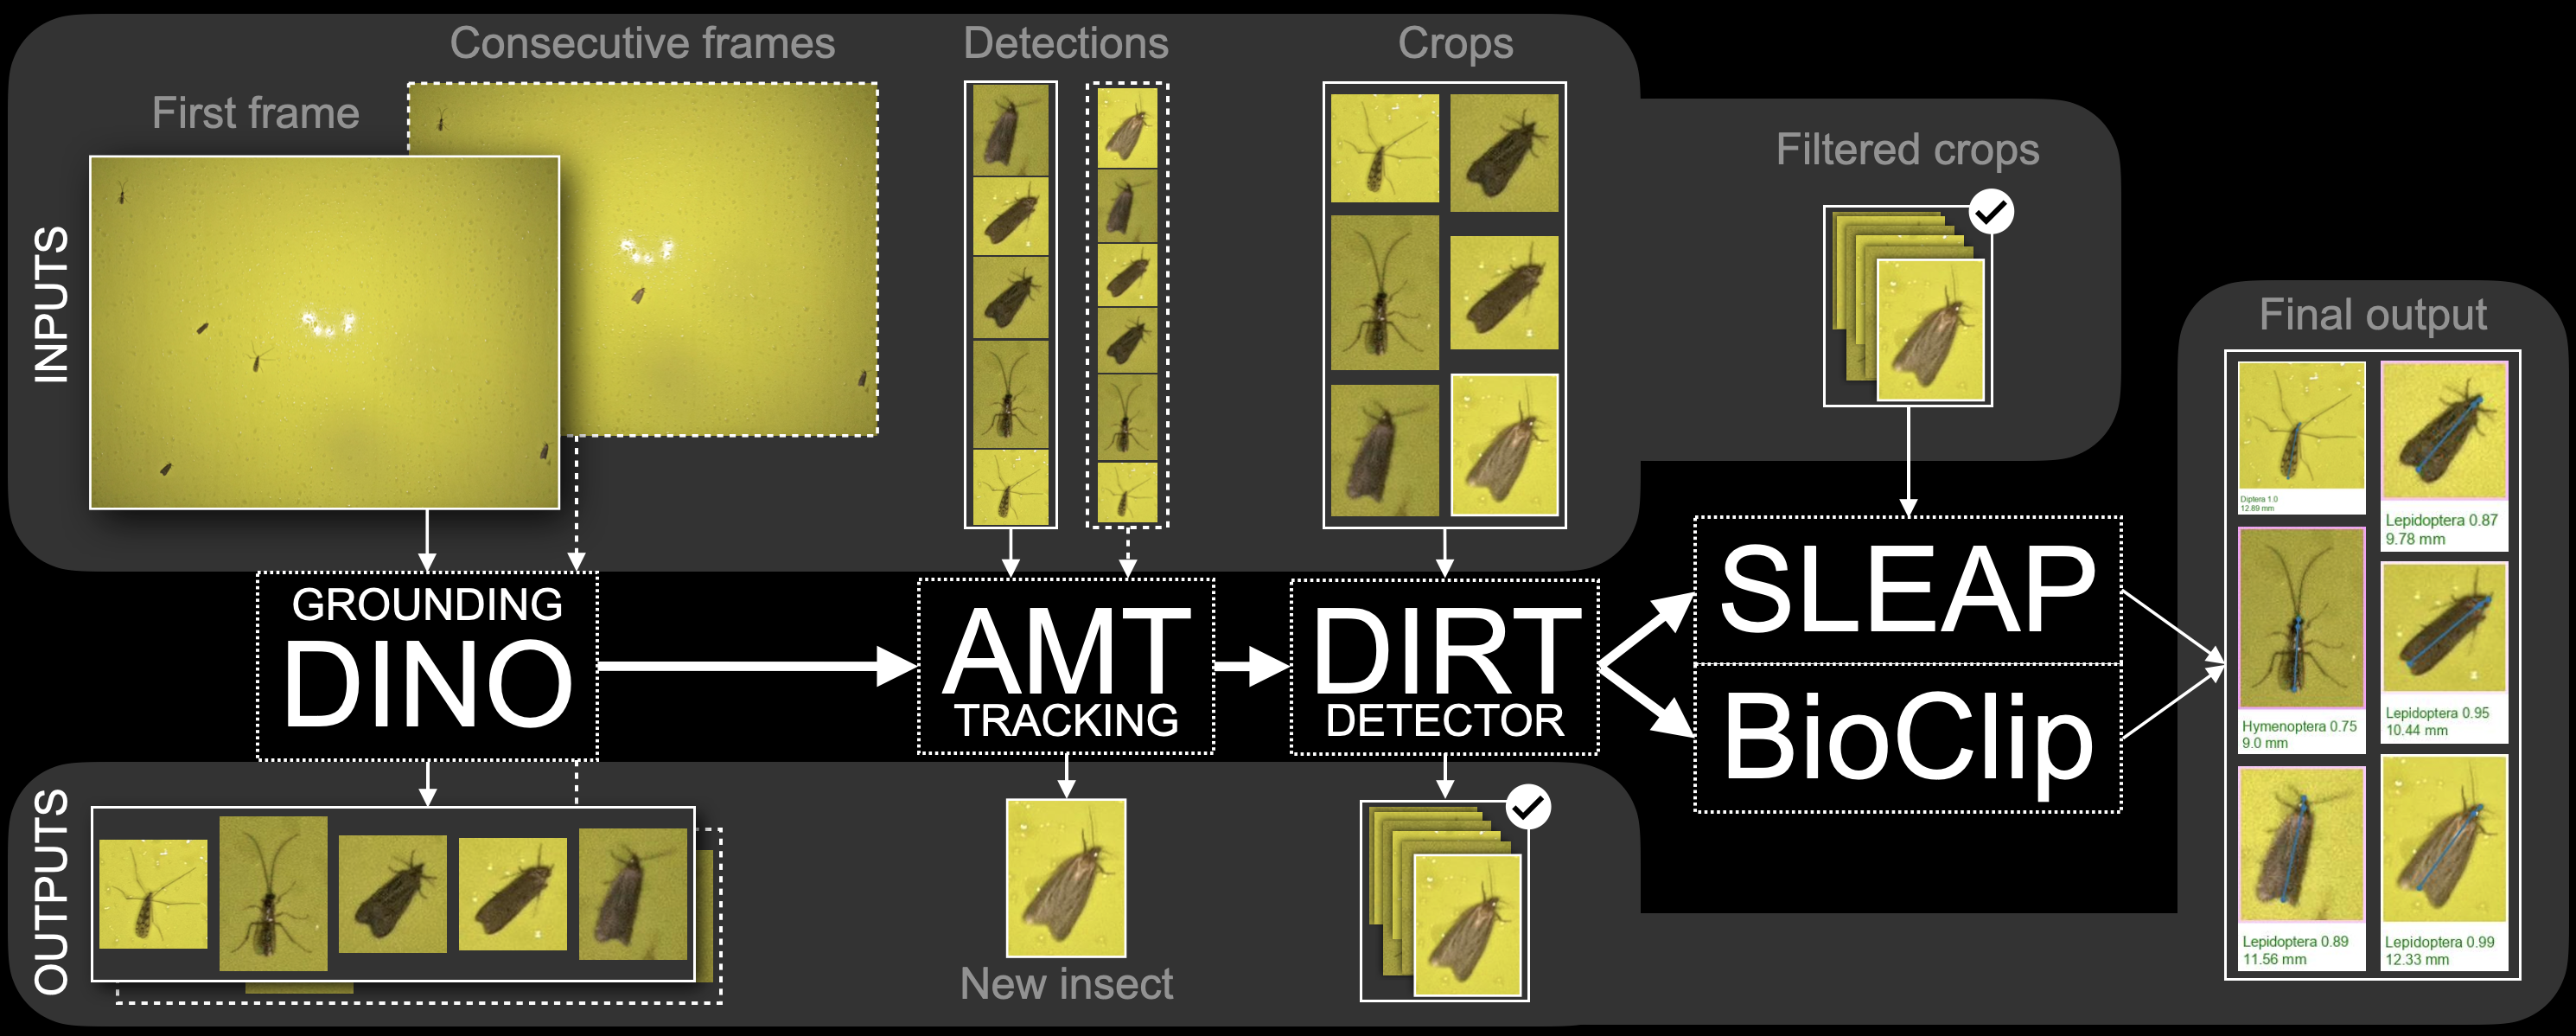 Consecutive frames
First frame
Detections
Crops
Filtered crops
Final output
INPUTS
GROUNDING
DINO
AMT
TRACKING
DIRT
DETECTOR
SLEAP
BioClip
OUTPUTS
New insect
Diptera 1.0
12.89 mm
Lepidoptera 0.87
9.78 mm
Hymenoptera 0.75
9.0 mm
Lepidoptera 0.95
10.44 mm
Lepidoptera 0.89
11.56 mm
Lepidoptera 0.99
12.33 mm